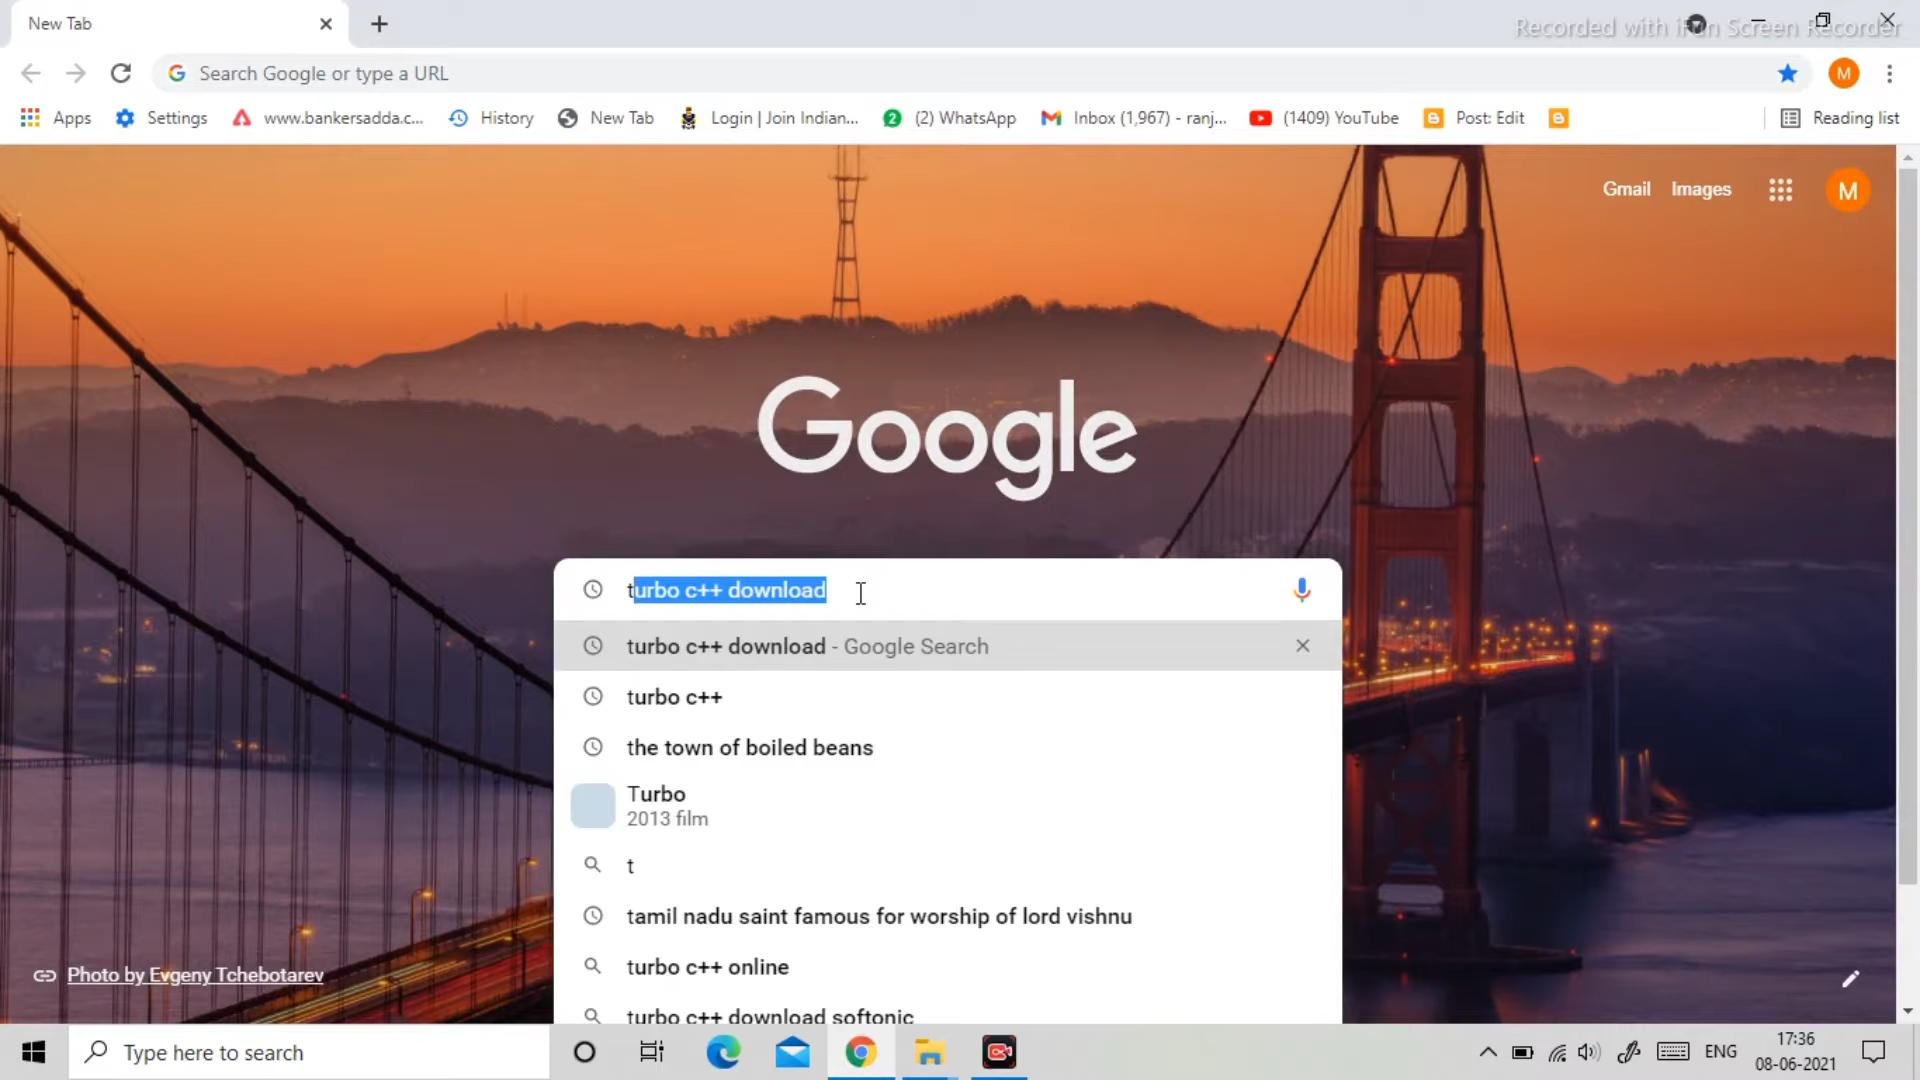 New Tab
Recorded with iFun Screen Recorder
Search Google or type a URL
M
Apps
Settings
www.bankersadda.c...
History
New Tab
Login | Join Indian...
2
(2) WhatsApp
Inbox (1,967) - ranj...
(1409) YouTube
Post: Edit
Reading list
Gmail
Images
M
Google
turbo c++ download
turbo c++ download - Google Search
turbo c++
the town of boiled beans
Turbo
2013 film
t
tamil nadu saint famous for worship of lord vishnu
turbo c++ online
turbo c++ download softonic
Photo by Evgeny Tchebotarev
Type here to search
ENG
17:36
08-06-2021